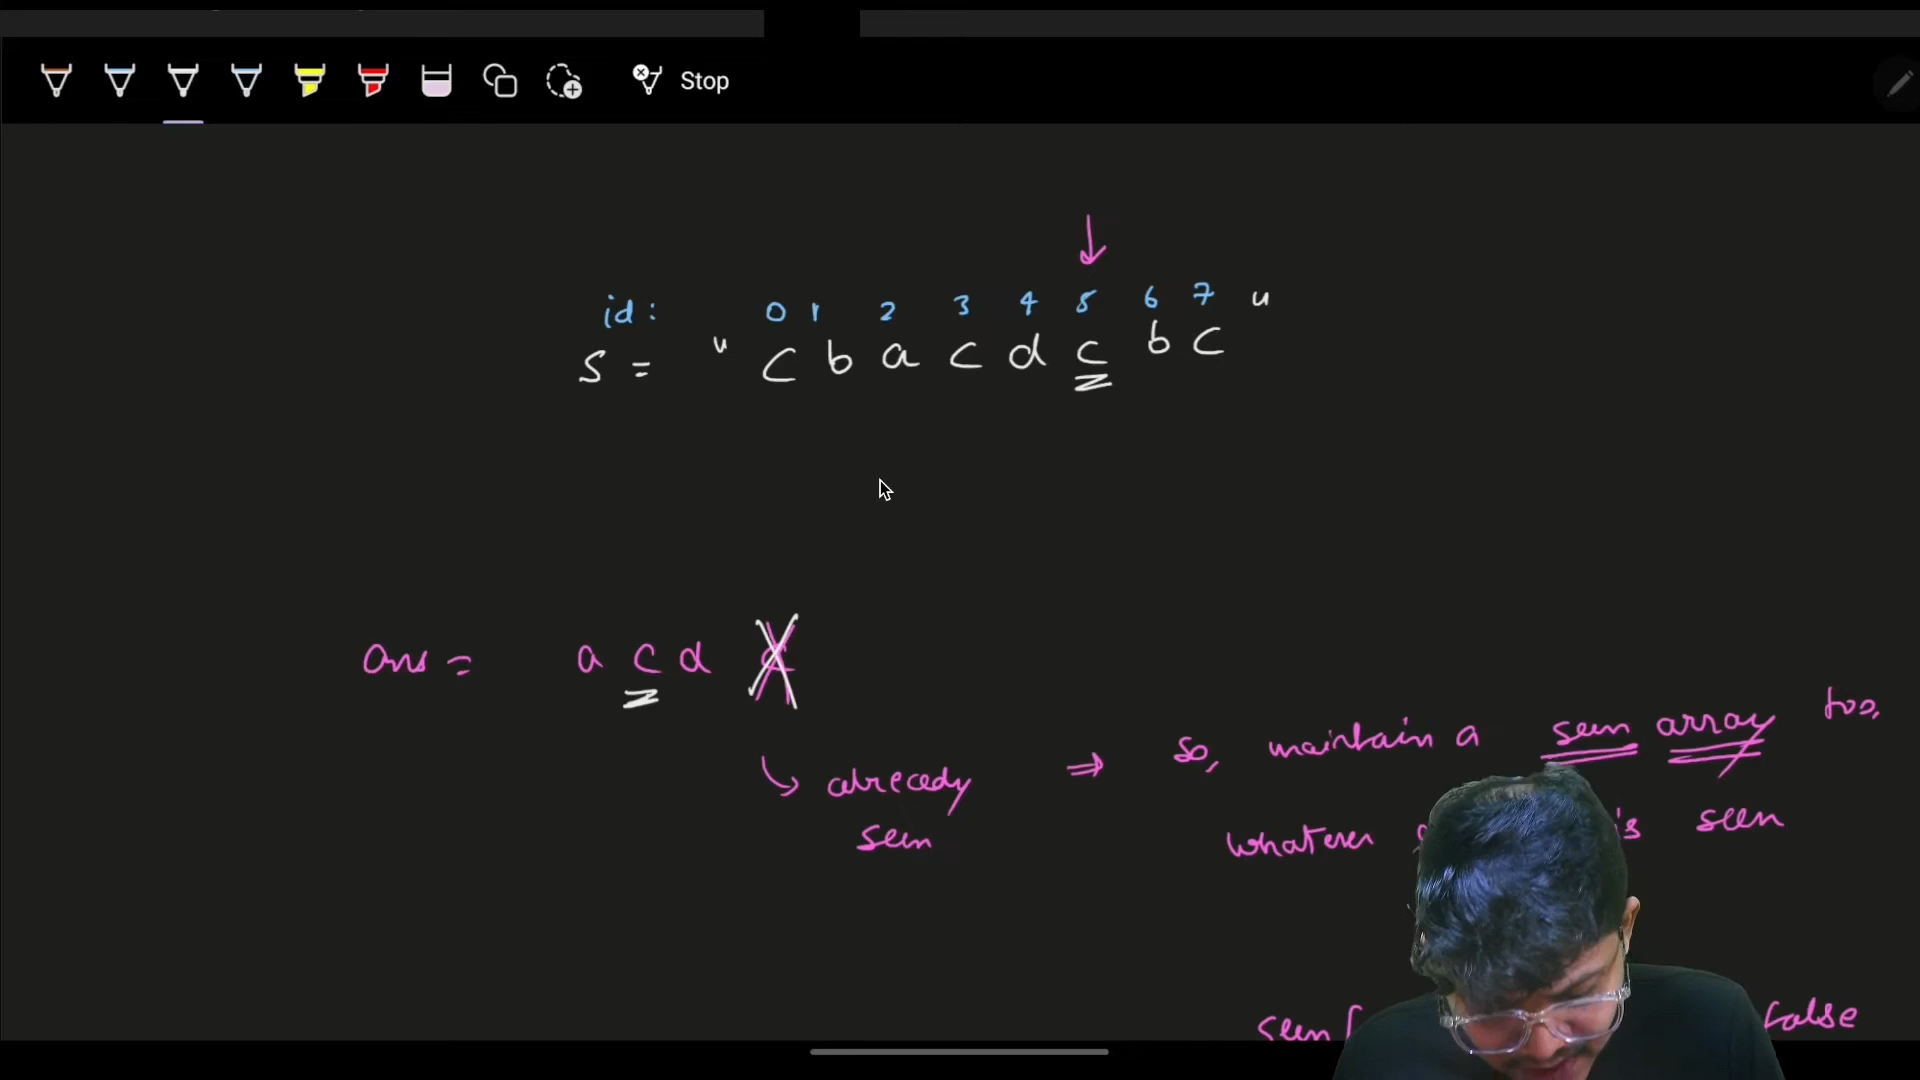 Stop
id: 0 1 2 3 4 5 6 7 "
S = " c b a c d c b c
ans = a c d c
already ⇒ so, maintain a seen array too,
seen
whatever is seen
seen[ false